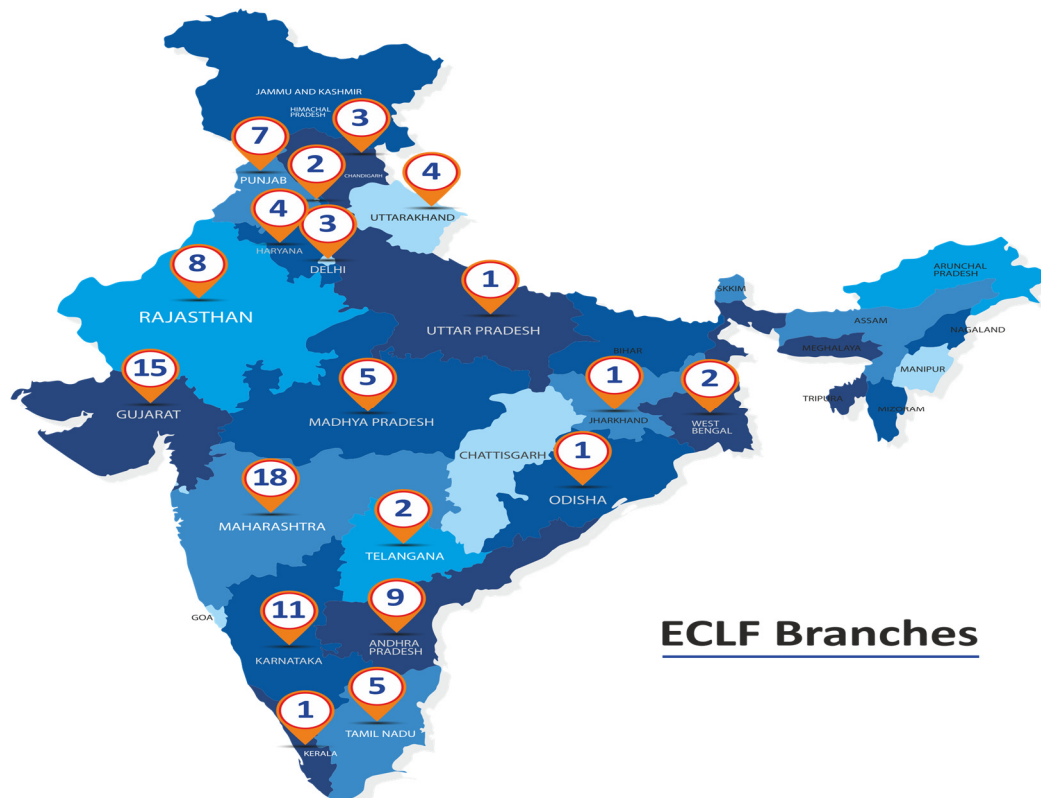 JAMMU AND KASHMIR
HIMACHAL
PRADESH
3
7
PUNJAB
2
CHANDIGARH
4
UTTARAKHAND
4
HARYANA
3
DELHI
8
RAJASTHAN
1
UTTAR PRADESH
ARUNCHAL
PRADESH
SKKIM
ASSAM
NAGALAND
MEGHALAYA
MANIPUR
TRIPURA
MIZORAM
BIHAR
15
GUJARAT
5
MADHYA PRADESH
1
JHARKHAND
2
WEST
BENGAL
CHATTISGARH
1
ODISHA
18
MAHARASHTRA
2
TELANGANA
GOA
11
KARNATAKA
9
ANDHRA
PRADESH
ECLF Branches
5
TAMIL NADU
1
KERALA